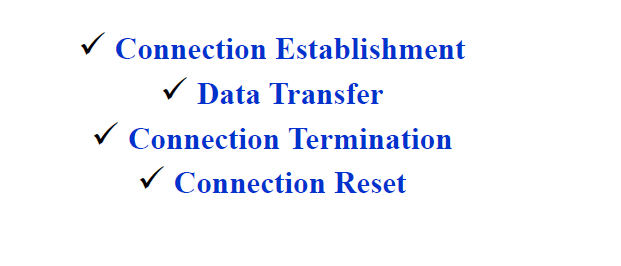 ✓ Connection Establishment
✓ Data Transfer
✓ Connection Termination
✓ Connection Reset